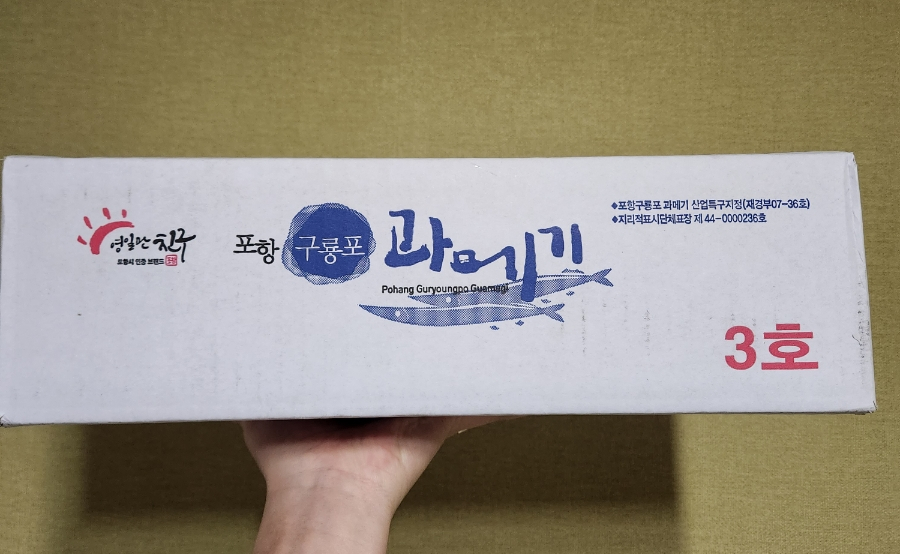 영일만 친구
포항시 인증 브랜드
포항 구룡포 과메기
Pohang Guryoungpo Guamegi
◆포항구룡포 과메기 산업특구지정(재경부07-36호)
◆지리적표시단체표장 제 44-0000236호
3호